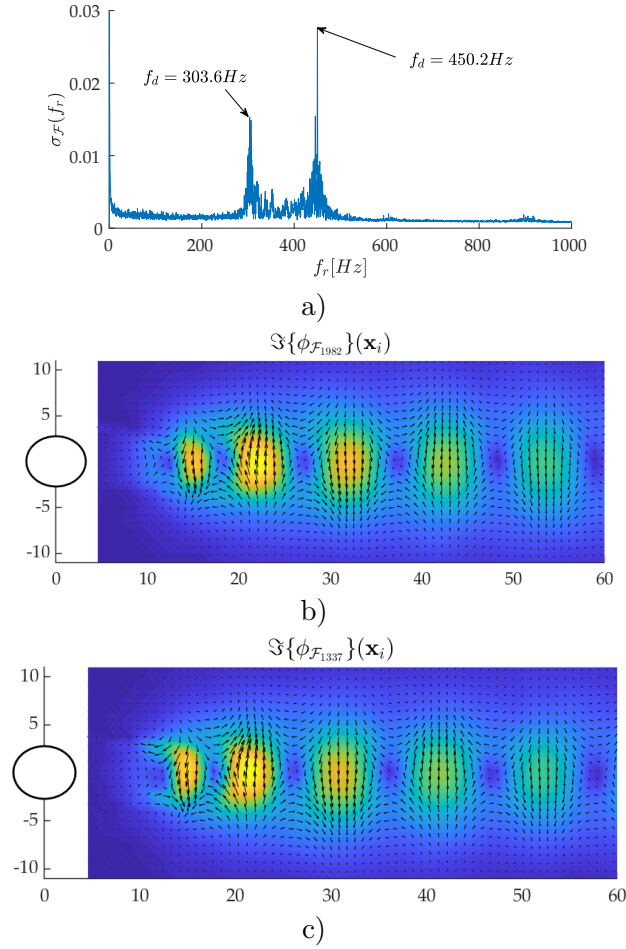 0.03
0.02
0.01
0
σ_ℱ(f_r)
f_d = 303.6Hz
f_d = 450.2Hz
0 200 400 600 800 1000
f_r[Hz]
a)
ℑ{ϕ_ℱ₁₉₈₂}(𝐱_i)
10
5
0
-5
-10
0 10 20 30 40 50 60
b)
ℑ{ϕ_ℱ₁₃₃₇}(𝐱_i)
10
5
0
-5
-10
0 10 20 30 40 50 60
c)